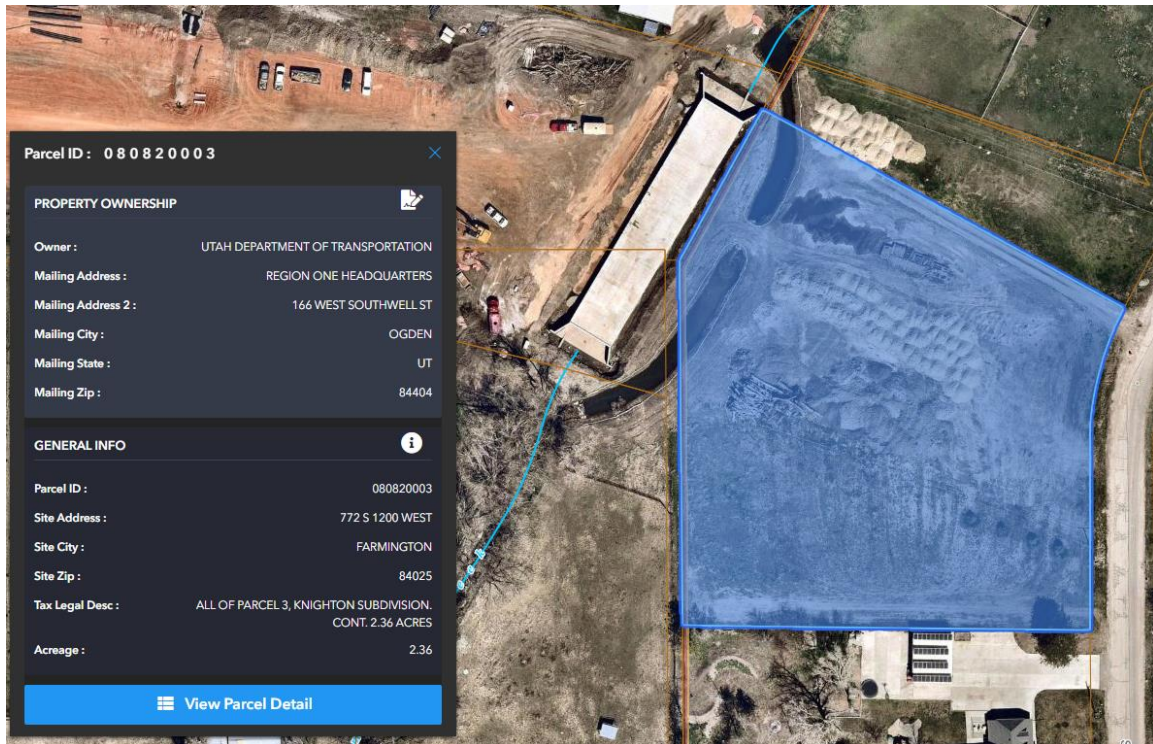 Parcel ID : 080820003
PROPERTY OWNERSHIP
Owner : UTAH DEPARTMENT OF TRANSPORTATION
Mailing Address : REGION ONE HEADQUARTERS
Mailing Address 2 : 166 WEST SOUTHWELL ST
Mailing City : OGDEN
Mailing State : UT
Mailing Zip : 84404
GENERAL INFO
Parcel ID : 080820003
Site Address : 772 S 1200 WEST
Site City : FARMINGTON
Site Zip : 84025
Tax Legal Desc : ALL OF PARCEL 3, KNIGHTON SUBDIVISION.
CONT. 2.36 ACRES
Acreage : 2.36
View Parcel Detail